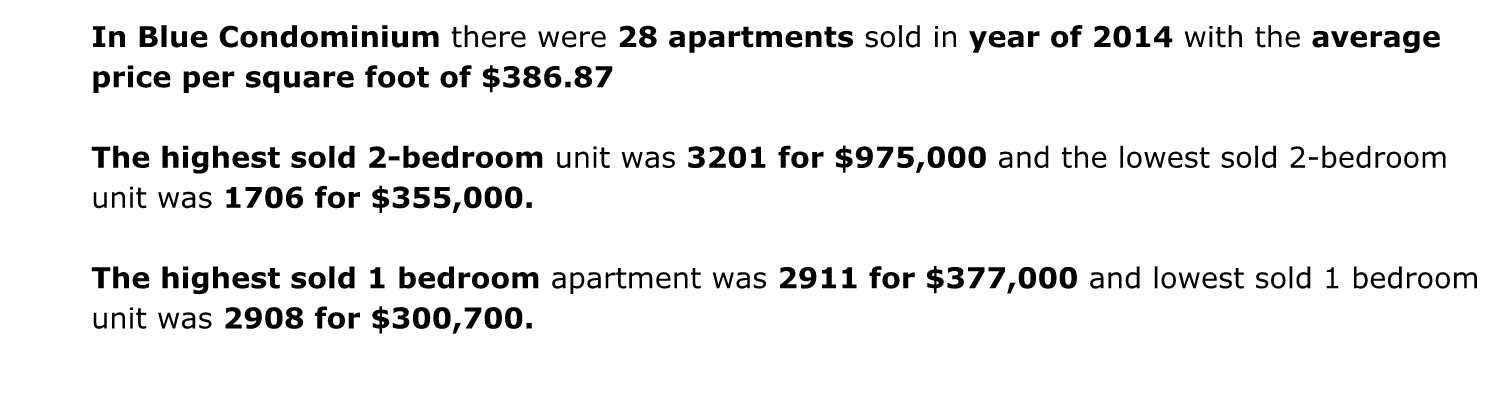 In Blue Condominium there were 28 apartments sold in year of 2014 with the average
price per square foot of $386.87
The highest sold 2-bedroom unit was 3201 for $975,000 and the lowest sold 2-bedroom
unit was 1706 for $355,000.
The highest sold 1 bedroom apartment was 2911 for $377,000 and lowest sold 1 bedroom
unit was 2908 for $300,700.